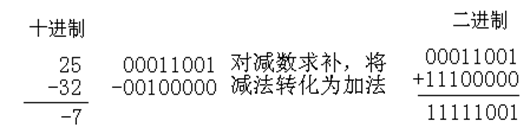 十进制
二进制
25 00011001 对减数求补，将 00011001
-32 -00100000 减法转化为加法 +11100000
-7 11111001